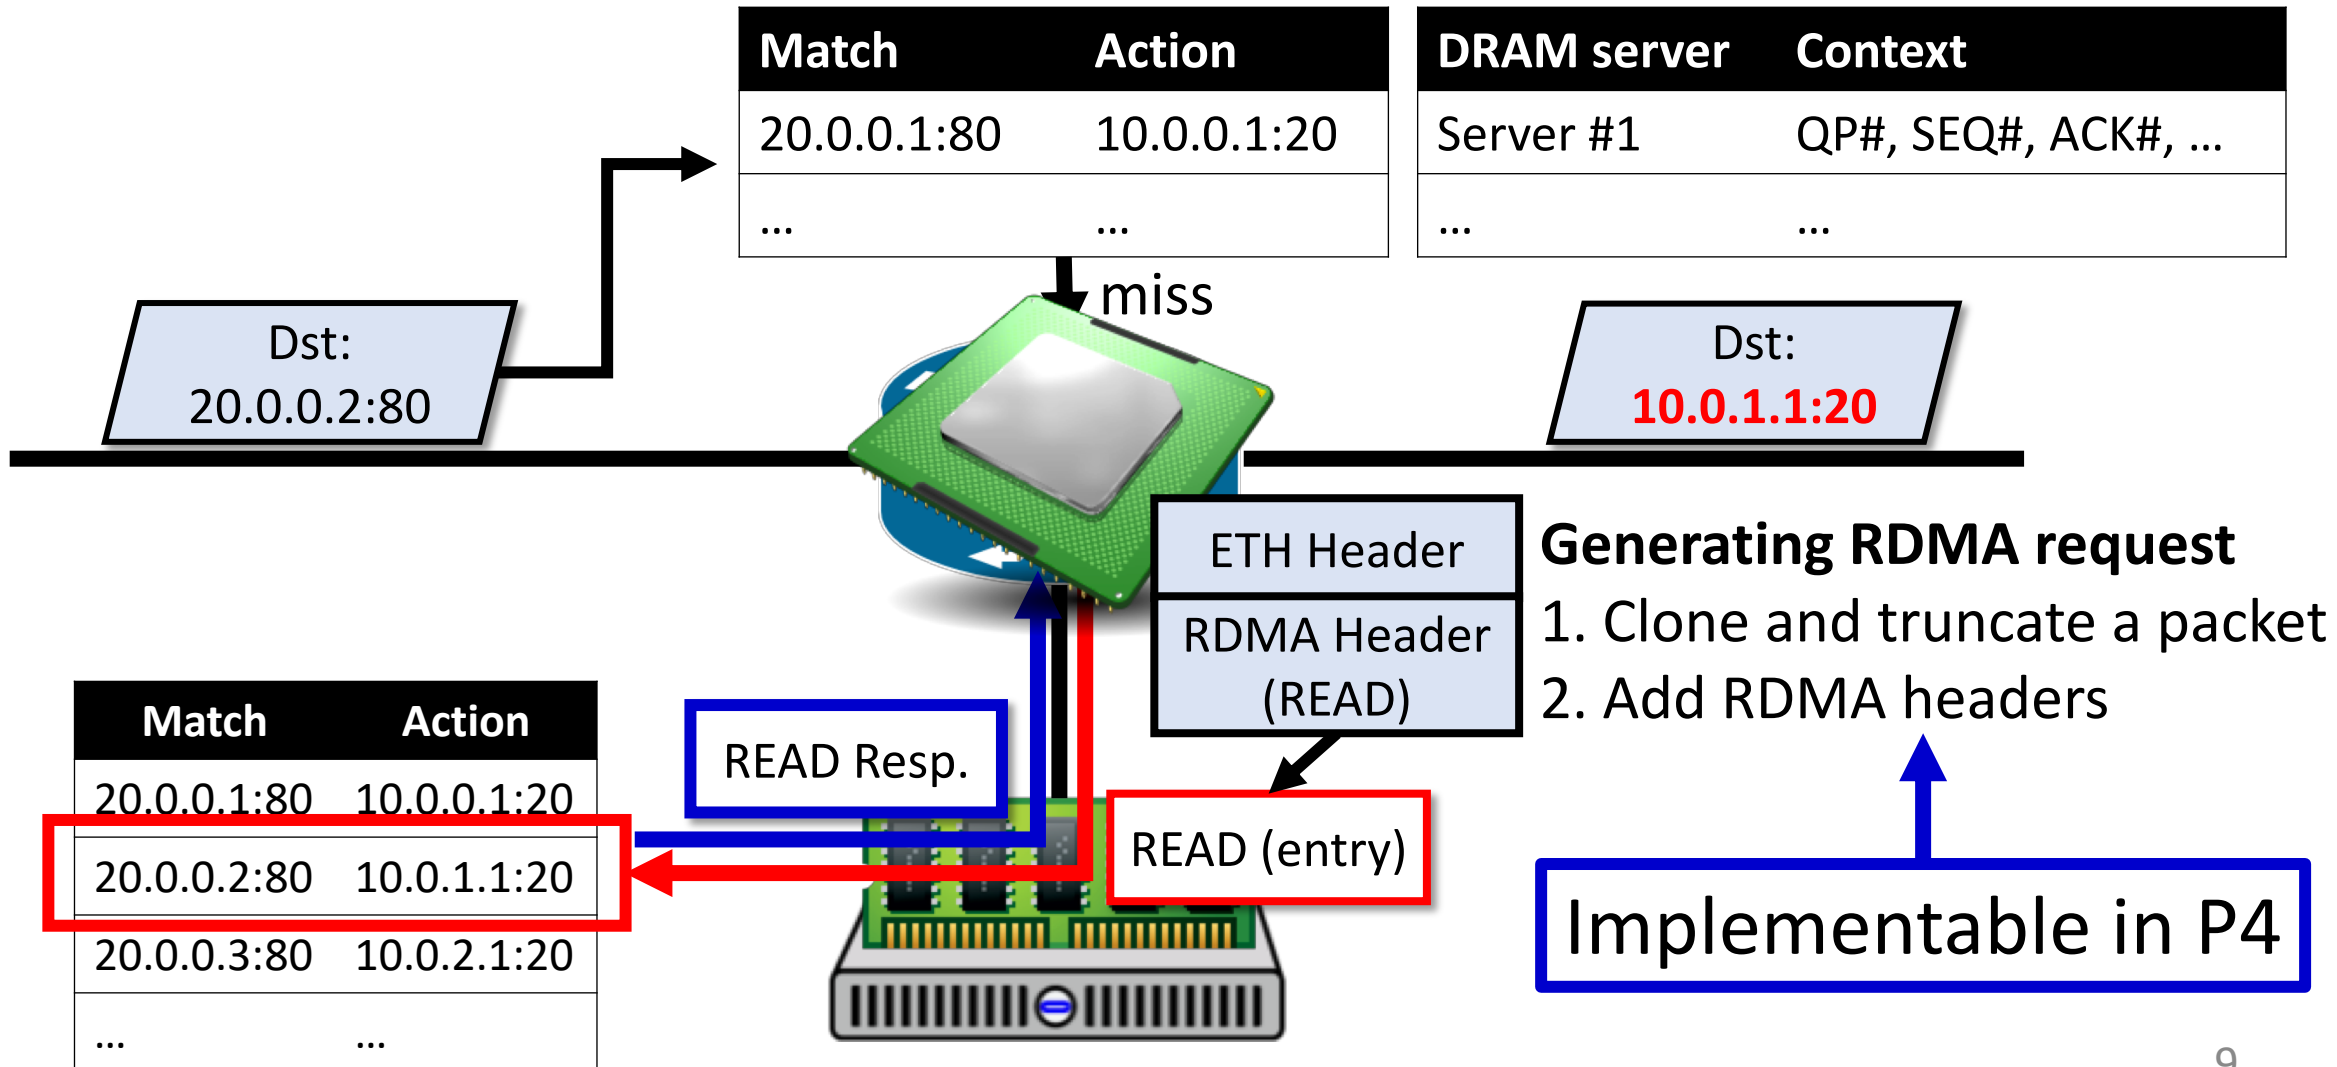 Match Action
20.0.0.1:80 10.0.0.1:20
... ...
DRAM server Context
Server #1 QP#, SEQ#, ACK#, ...
... ...
miss
Dst:
20.0.0.2:80
Dst:
10.0.1.1:20
ETH Header
RDMA Header
(READ)
Generating RDMA request
1. Clone and truncate a packet
2. Add RDMA headers
READ Resp.
READ (entry)
Match Action
20.0.0.1:80 10.0.0.1:20
20.0.0.2:80 10.0.1.1:20
20.0.0.3:80 10.0.2.1:20
... ...
Implementable in P4
9